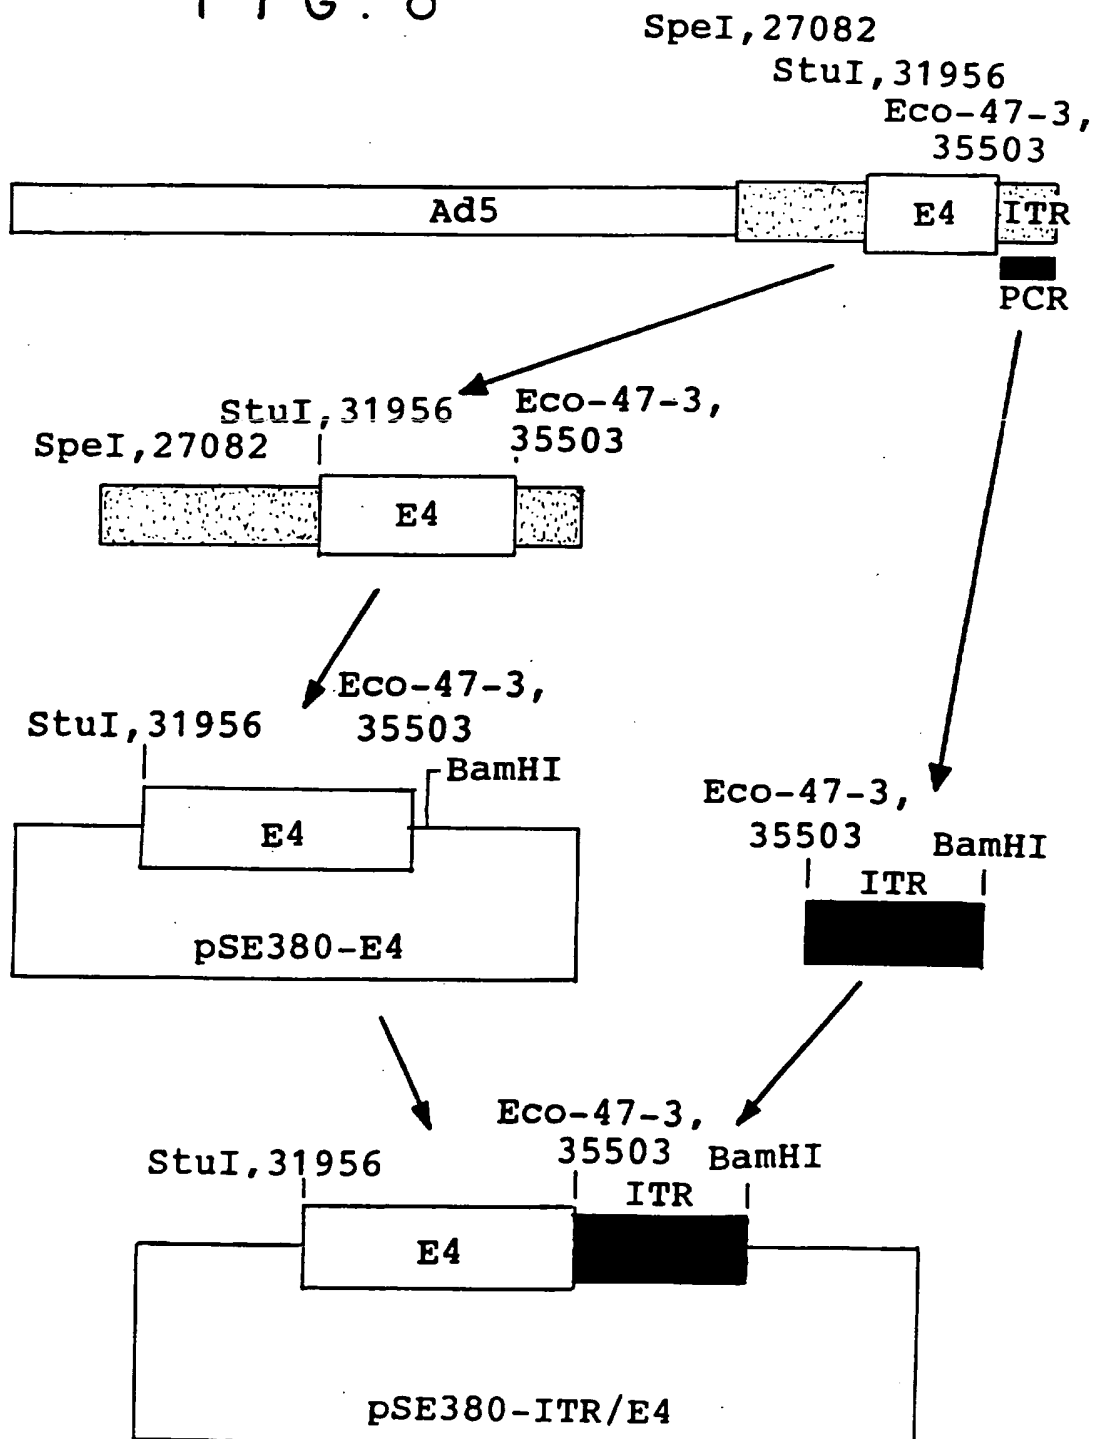 FIG. 8
SpeI,27082
StuI,31956
Eco-47-3,
35503
Ad5
E4
ITR
PCR
StuI,31956
Eco-47-3,
35503
SpeI,27082
E4
Eco-47-3,
35503
StuI,31956
BamHI
E4
pSE380-E4
Eco-47-3,
35503
BamHI
ITR
Eco-47-3,
35503
BamHI
StuI,31956
ITR
E4
pSE380-ITR/E4